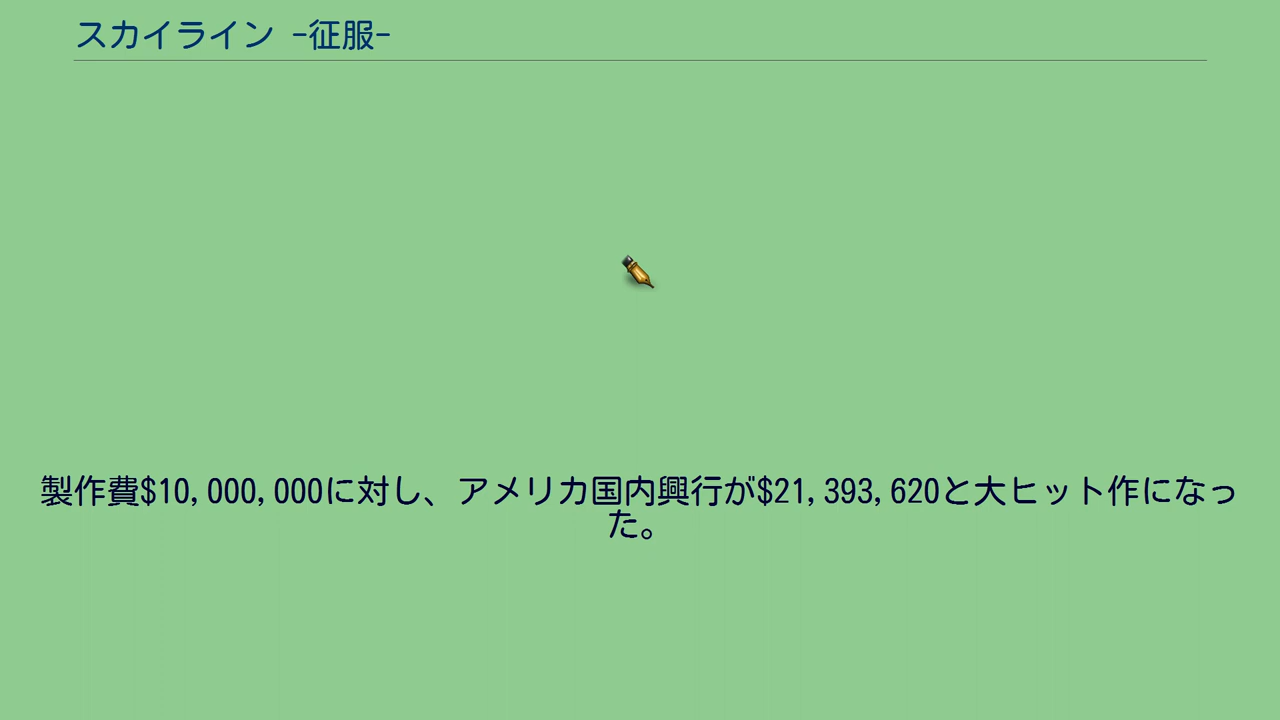 スカイライン -征服-
製作費$10,000,000に対し、アメリカ国内興行が$21,393,620と大ヒット作になっ
た。